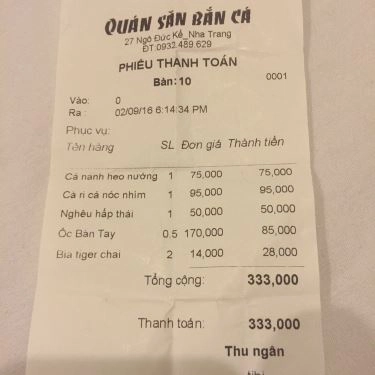 QUÁN SĂN BẮN CÁ
27 Ngô Đức Kế_Nha Trang
ĐT:0932.489.629
PHIẾU THANH TOÁN
Bàn: 10 0001
Vào: 0
Ra : 02/09/16 6:14:34 PM
Phục vụ:
Tên hàng SL Đơn giá Thành tiền
Cá nanh heo nướng 1 75,000 75,000
Cà ri cá nóc nhím 1 95,000 95,000
Nghêu hấp thái 1 50,000 50,000
Ốc Bàn Tay 0.5 170,000 85,000
Bia tiger chai 2 14,000 28,000
Tổng cộng: 333,000
Thanh toán: 333,000
Thu ngân